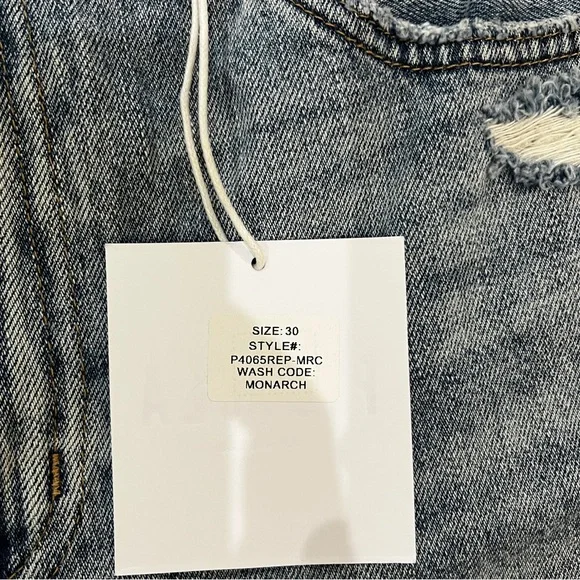 SIZE: 30
STYLE#:
P4065REP-MRC
WASH CODE:
MONARCH